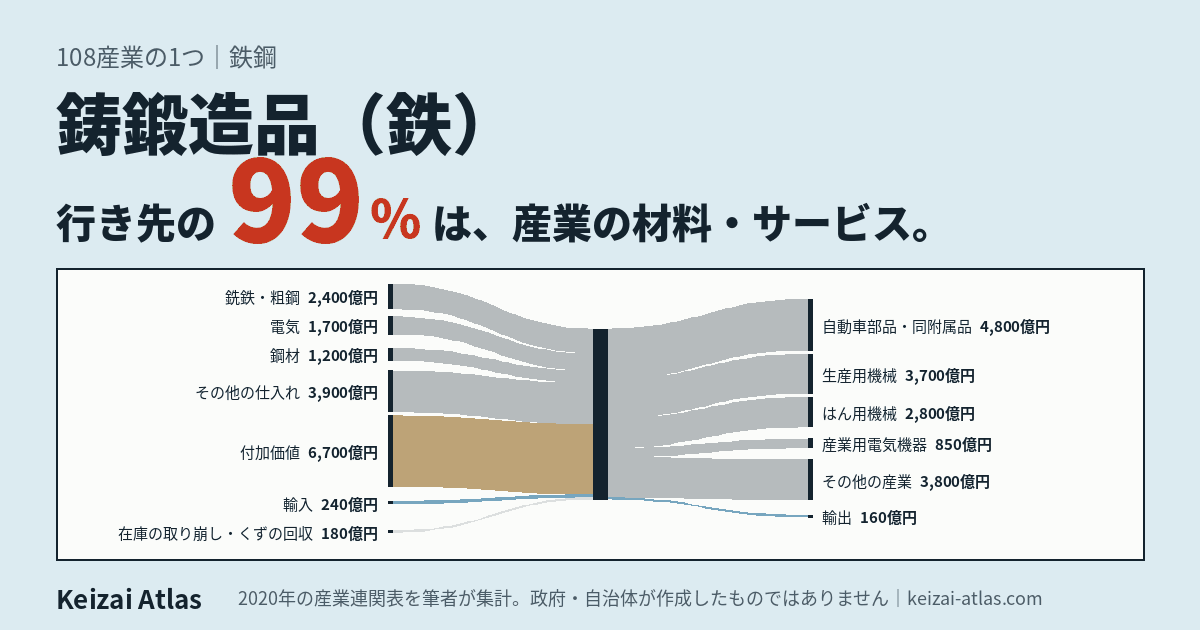 108産業の1つ｜鉄鋼
鋳鍛造品（鉄）
行き先の 99% は、産業の材料・サービス。
銑鉄・粗鋼 2,400億円
電気 1,700億円
鋼材 1,200億円
その他の仕入れ 3,900億円
付加価値 6,700億円
輸入 240億円
在庫の取り崩し・くずの回収 180億円
自動車部品・同附属品 4,800億円
生産用機械 3,700億円
はん用機械 2,800億円
産業用電気機器 850億円
その他の産業 3,800億円
輸出 160億円
Keizai Atlas 2020年の産業連関表を筆者が集計。政府・自治体が作成したものではありません｜keizai-atlas.com